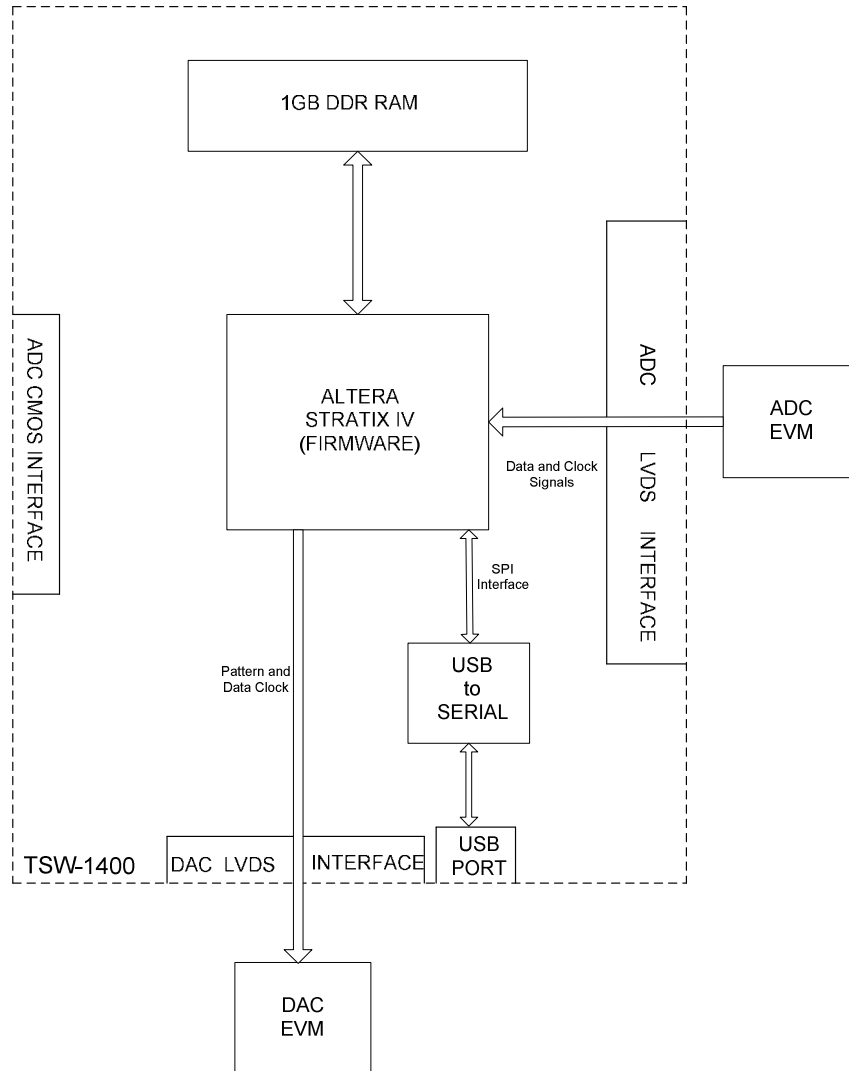 1GB DDR RAM
ADC CMOS INTERFACE
ALTERA
STRATIX IV
(FIRMWARE)
ADC LVDS INTERFACE
ADC
EVM
Data and Clock
Signals
SPI
Interface
Pattern and
Data Clock
USB
to
SERIAL
TSW-1400
DAC LVDS INTERFACE
USB
PORT
DAC
EVM